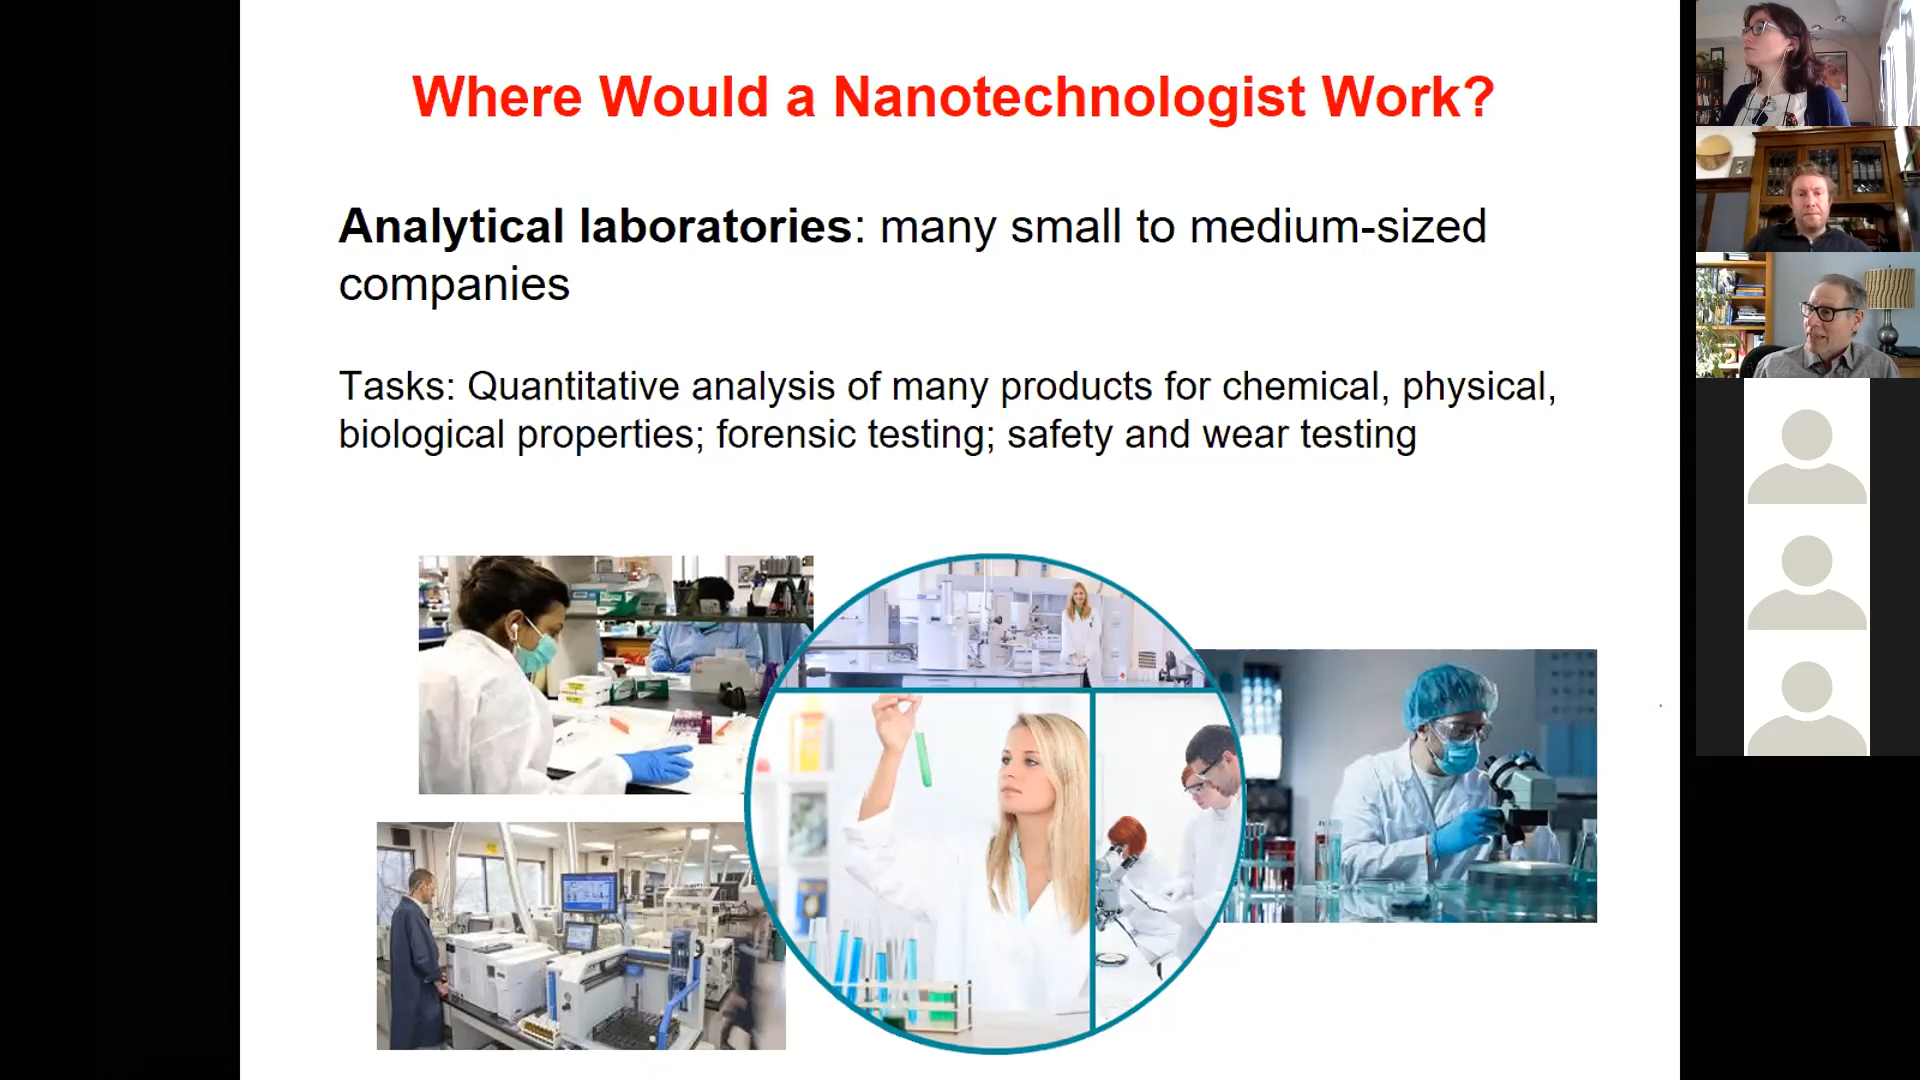 Where Would a Nanotechnologist Work?
Analytical laboratories: many small to medium-sized
companies
Tasks: Quantitative analysis of many products for chemical, physical,
biological properties; forensic testing; safety and wear testing